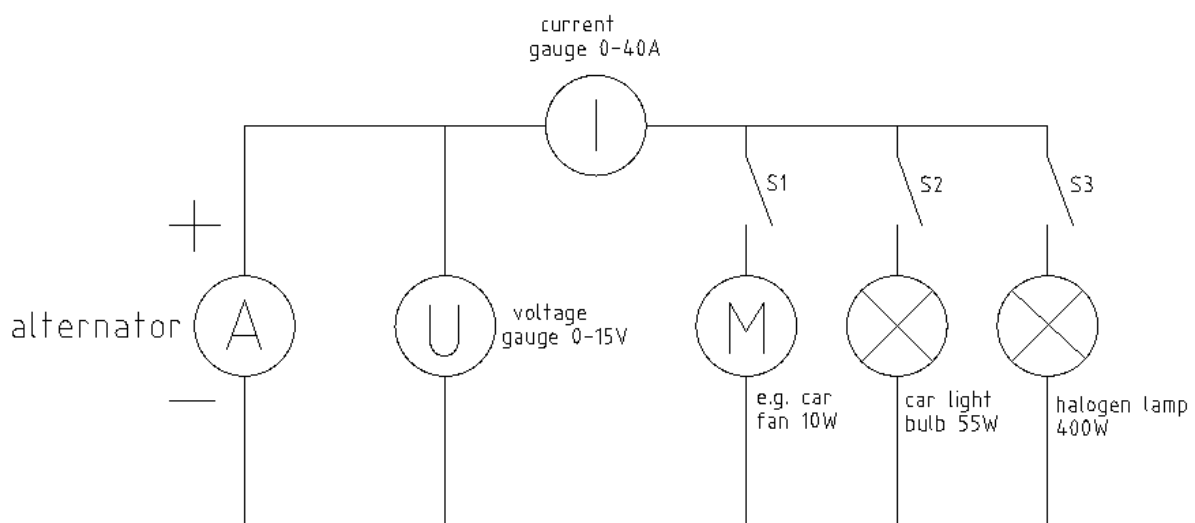 current
gauge 0-40A
I
S1
S2
S3
+
alternator
A
U
voltage
gauge 0-15V
M
-
e.g. car
fan 10W
car light
bulb 55W
halogen lamp
400W